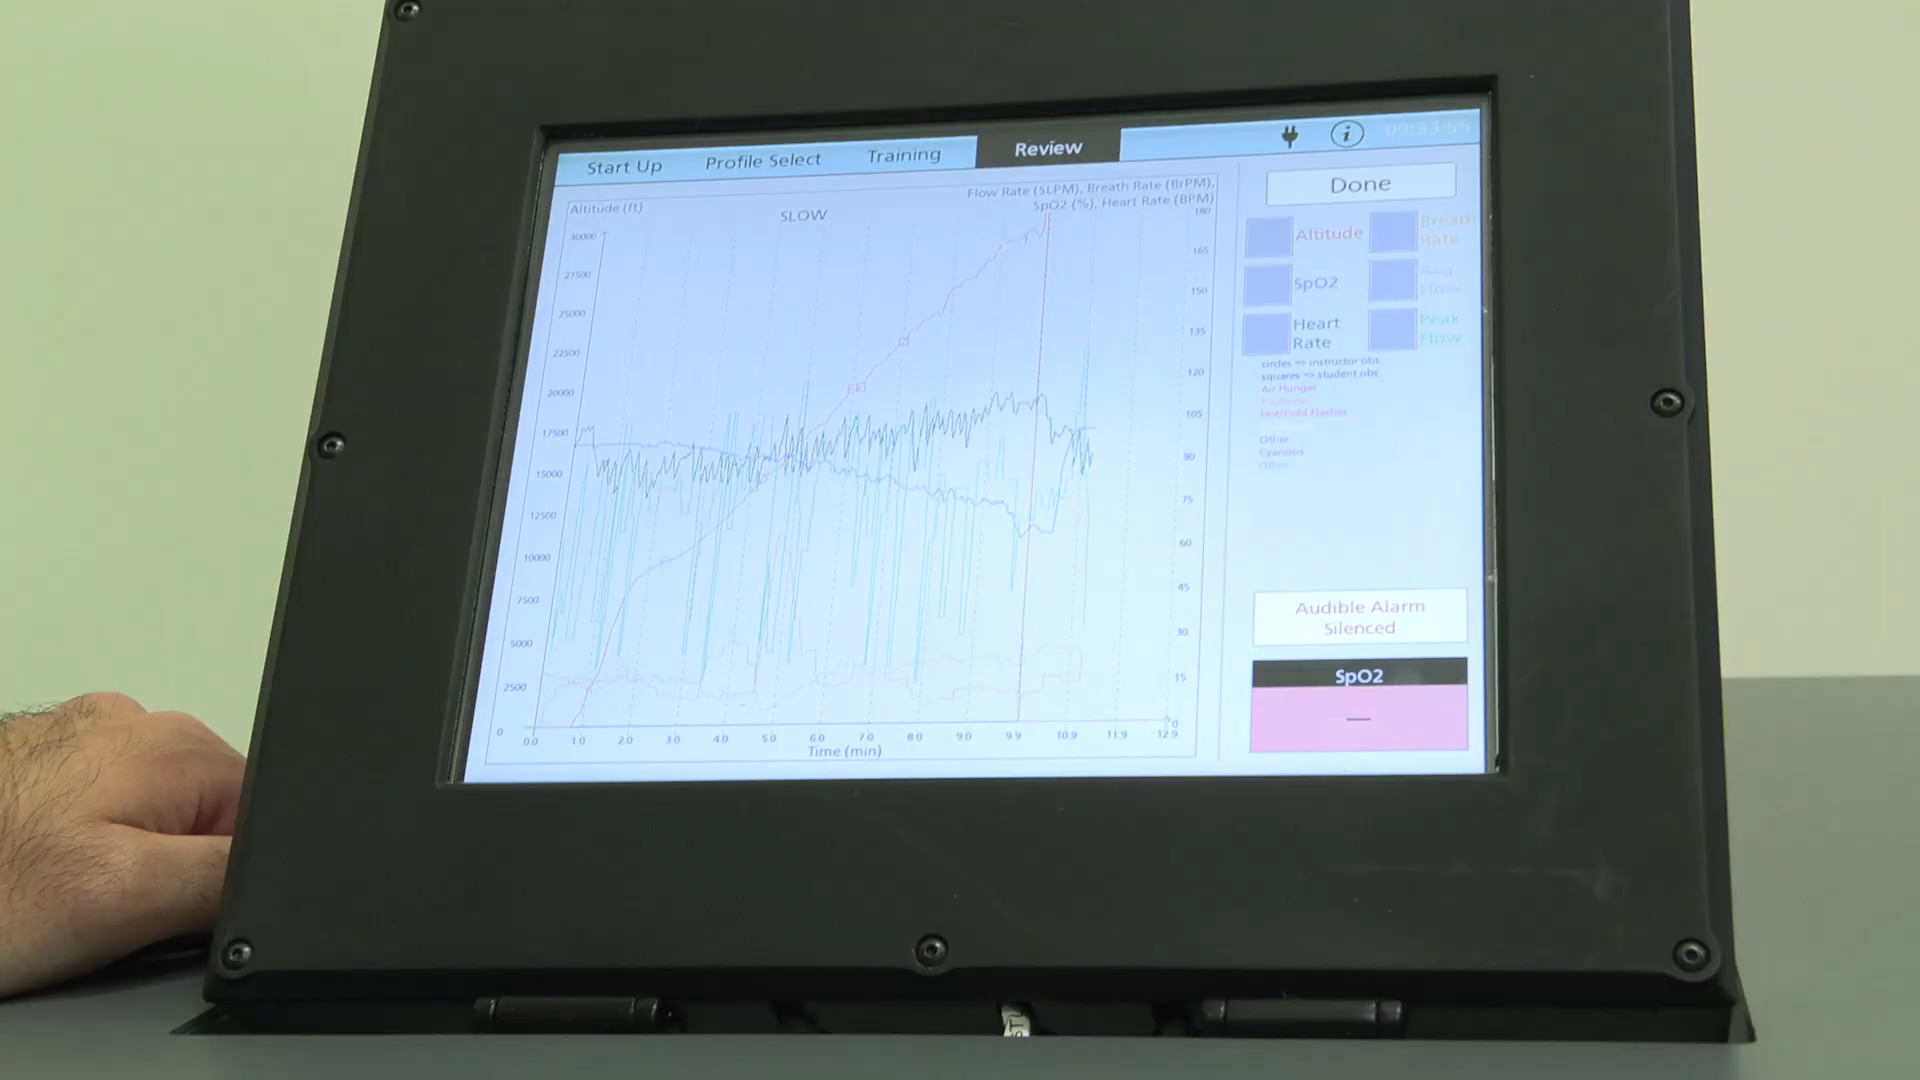 Start Up Profile Select Training Review 09:33:55
Altitude (ft)
SLOW
Flow Rate (SLPM), Breath Rate (BrPM),
SpO2 (%), Heart Rate (BPM)
30000
27500
25000
22500
20000
17500
15000
12500
10000
7500
5000
2500
0
180
165
150
135
120
105
90
75
60
45
30
15
0
0.0 1.0 2.0 3.0 4.0 5.0 6.0 7.0 8.0 9.0 9.9 10.9 11.9 12.9
Time (min)
Done
Altitude
Breath
Rate
SpO2
Avg
Flow
Heart
Rate
Peak
Flow
circles => instructor obs.
squares => student obs.
Air Hunger
Hot/Cold Flashes
Other
Cyanosis
Other
Audible Alarm
Silenced
SpO2
—